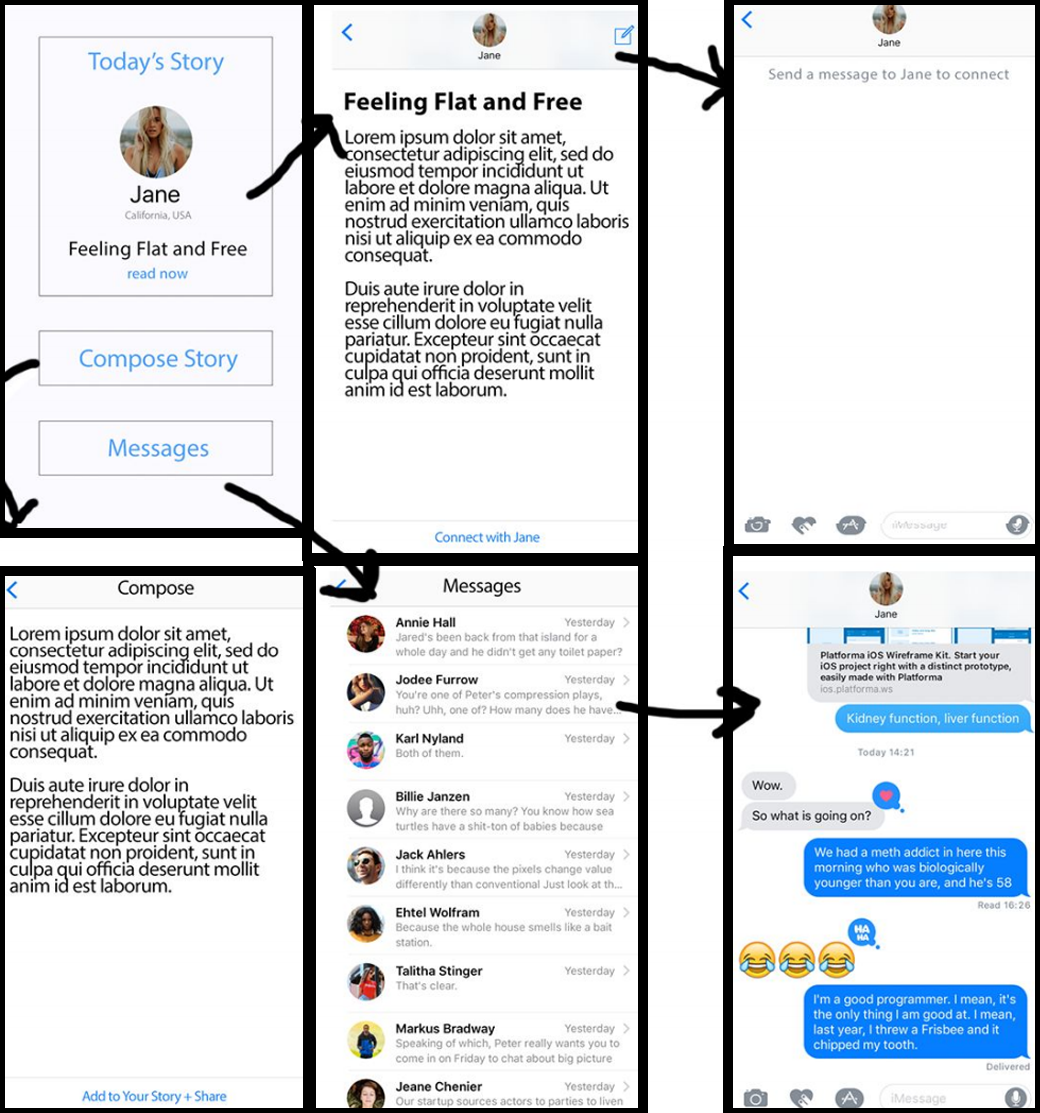 Today's Story
Jane
California, USA
Feeling Flat and Free
read now
Compose Story
Messages
Jane
Feeling Flat and Free
Lorem ipsum dolor sit amet,
consectetur adipiscing elit, sed do
eiusmod tempor incididunt ut
labore et dolore magna aliqua. Ut
enim ad minim veniam, quis
nostrud exercitation ullamco laboris
nisi ut aliquip ex ea commodo
consequat.
Duis aute irure dolor in
reprehenderit in voluptate velit
esse cillum dolore eu fugiat nulla
pariatur. Excepteur sint occaecat
cupidatat non proident, sunt in
culpa qui officia deserunt mollit
anim id est laborum.
Connect with Jane
Jane
Send a message to Jane to connect
iMessage
Compose
Lorem ipsum dolor sit amet,
consectetur adipiscing elit, sed do
eiusmod tempor incididunt ut
labore et dolore magna aliqua. Ut
enim ad minim veniam, quis
nostrud exercitation ullamco laboris
nisi ut aliquip ex ea commodo
consequat.
Duis aute irure dolor in
reprehenderit in voluptate velit
esse cillum dolore eu fugiat nulla
pariatur. Excepteur sint occaecat
cupidatat non proident, sunt in
culpa qui officia deserunt mollit
anim id est laborum.
Add to Your Story + Share
Messages
Annie Hall Yesterday
Jared's been back from that island for a
whole day and he didn't get any toilet paper?
Jodee Furrow Yesterday
You're one of Peter's compression plays,
huh? Uhh, one of? How many does he have...
Karl Nyland Yesterday
Both of them.
Billie Janzen Yesterday
Why are there so many? You know how sea
turtles have a shit-ton of babies because
Jack Ahlers Yesterday
I think it's because the pixels change value
differently than conventional Just look at th...
Ehtel Wolfram Yesterday
Because the whole house smells like a bait
station.
Talitha Stinger Yesterday
That's clear.
Markus Bradway Yesterday
Speaking of which, Peter really wants you to
come in on Friday to chat about big picture
Jeane Chenier Yesterday
Our startup sources actors to parties to liven
Jane
Platforma iOS Wireframe Kit. Start your
iOS project right with a distinct prototype,
easily made with Platforma
ios.platforma.ws
Kidney function, liver function
Today 14:21
Wow.
So what is going on?
We had a meth addict in here this
morning who was biologically
younger than you are, and he's 58
Read 16:26
HA
HA
I'm a good programmer. I mean, it's
the only thing I am good at. I mean,
last year, I threw a Frisbee and it
chipped my tooth.
Delivered
iMessage